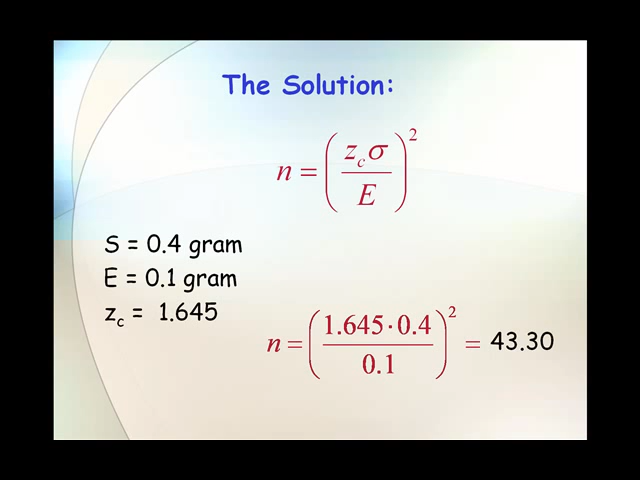 The Solution:
n = (z_c σ / E)^2
S = 0.4 gram
E = 0.1 gram
z_c = 1.645
n = (1.645 · 0.4 / 0.1)^2 = 43.30